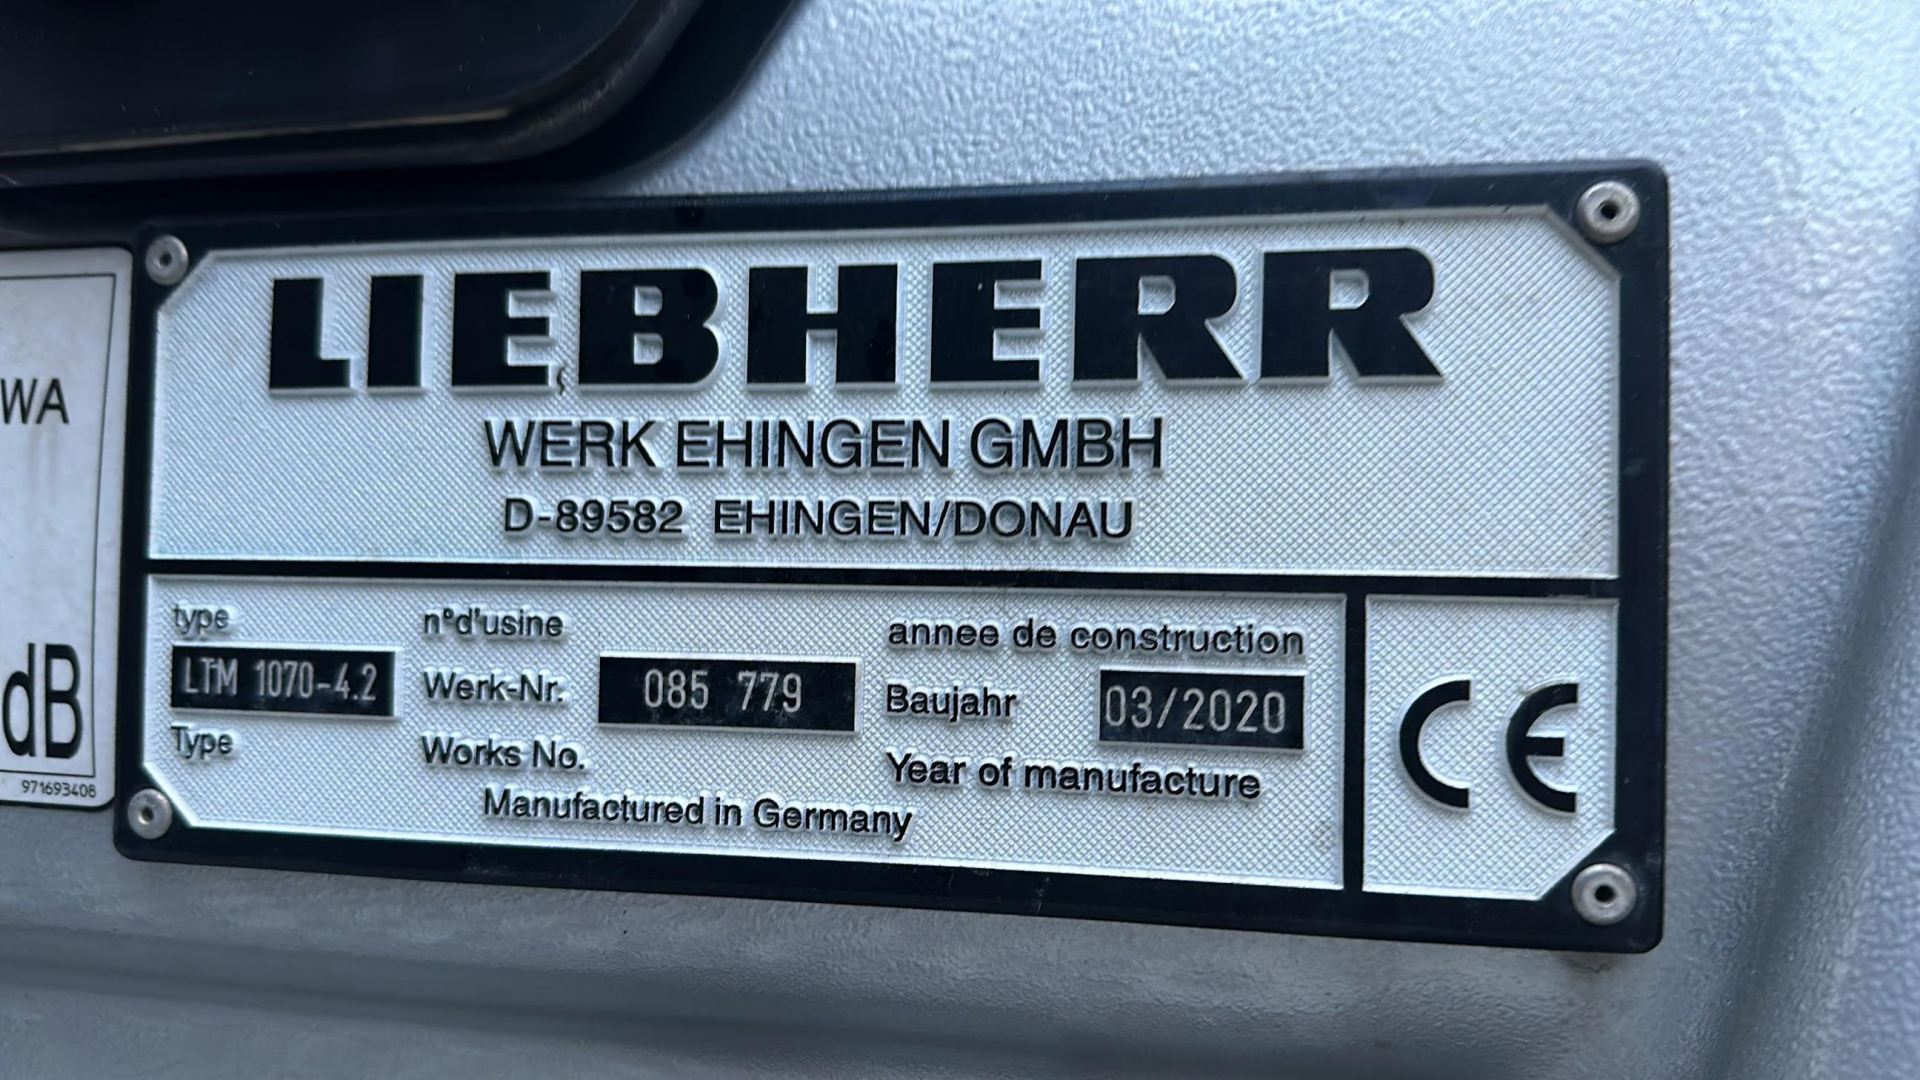 WA
dB
971693408
LIEBHERR
WERK EHINGEN GMBH
D-89582 EHINGEN/DONAU
type
LTM 1070-4.2
Type
n°d'usine
Werk-Nr. 085 779
Works No.
annee de construction
Baujahr 03/2020
Year of manufacture
Manufactured in Germany
CE